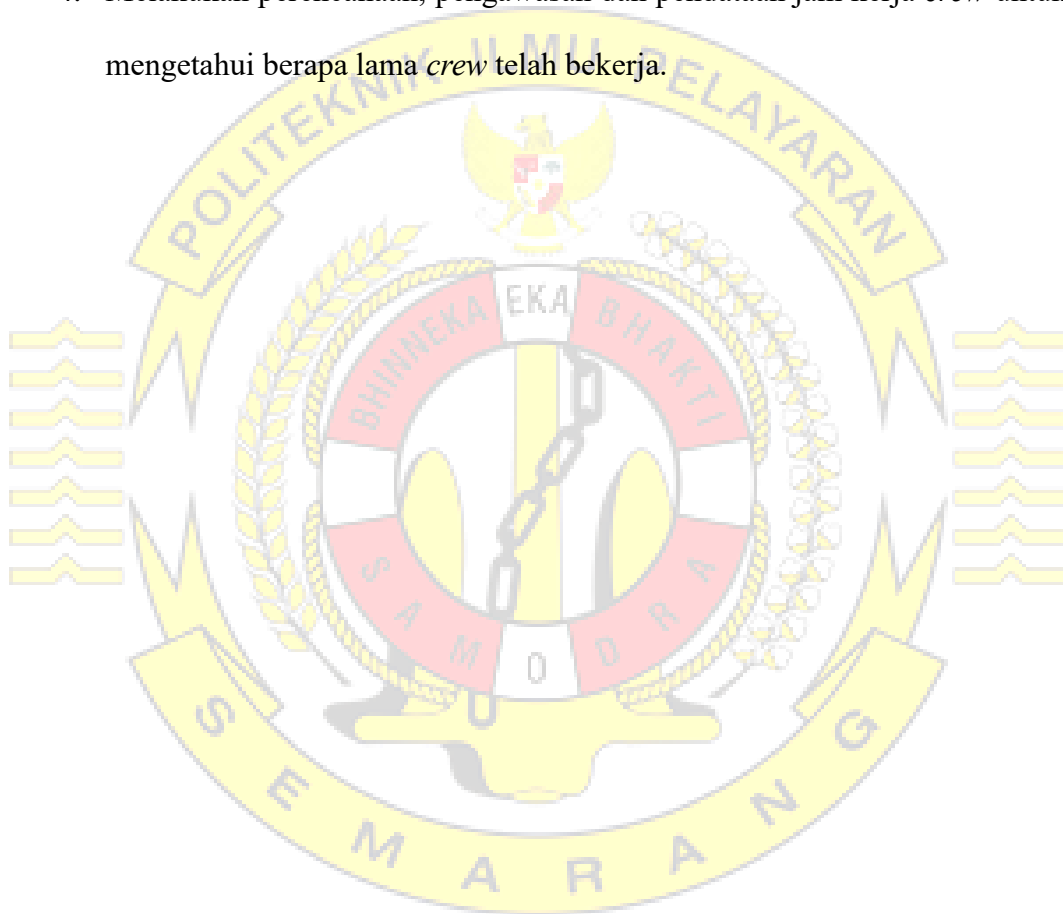 Melakukan perencanaan, pengawasan dan pendataan jam kerja crew untuk
mengetahui berapa lama crew telah bekerja.
POLITEKNIK ILMU PELAYARAN
BHINNEKA EKA BHAKTI
SAMODRA
SEMARANG